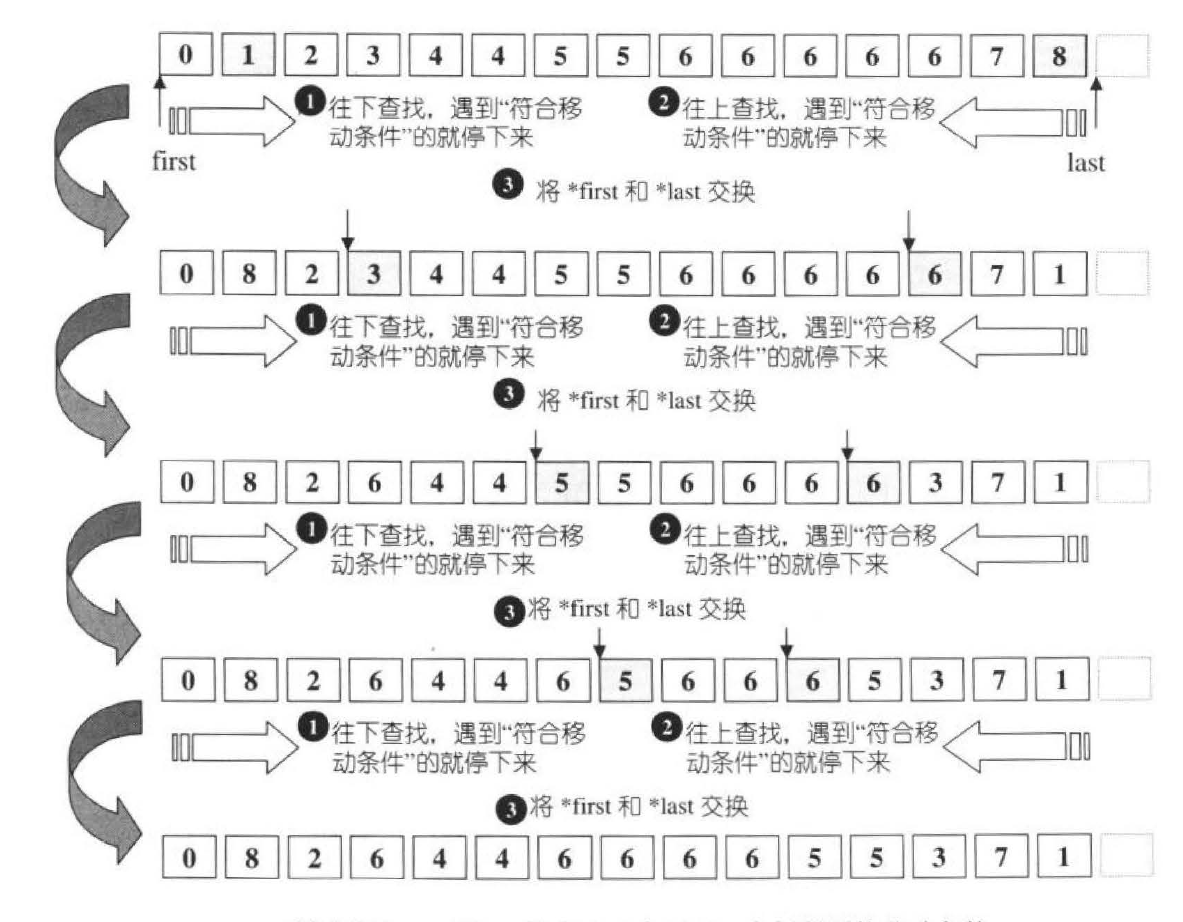 0 1 2 3 4 4 5 5 6 6 6 6 6 7 8
❶ 往下查找，遇到“符合移
动条件”的就停下来
❷ 往上查找，遇到“符合移
动条件”的就停下来
first
last
❸ 将 *first 和 *last 交换
0 8 2 3 4 4 5 5 6 6 6 6 6 7 1
❶ 往下查找，遇到“符合移
动条件”的就停下来
❷ 往上查找，遇到“符合移
动条件”的就停下来
❸ 将 *first 和 *last 交换
0 8 2 6 4 4 5 5 6 6 6 6 3 7 1
❶ 往下查找，遇到“符合移
动条件”的就停下来
❷ 往上查找，遇到“符合移
动条件”的就停下来
❸ 将 *first 和 *last 交换
0 8 2 6 4 4 6 5 6 6 6 5 3 7 1
❶ 往下查找，遇到“符合移
动条件”的就停下来
❷ 往上查找，遇到“符合移
动条件”的就停下来
❸ 将 *first 和 *last 交换
0 8 2 6 4 4 6 6 6 6 5 5 3 7 1